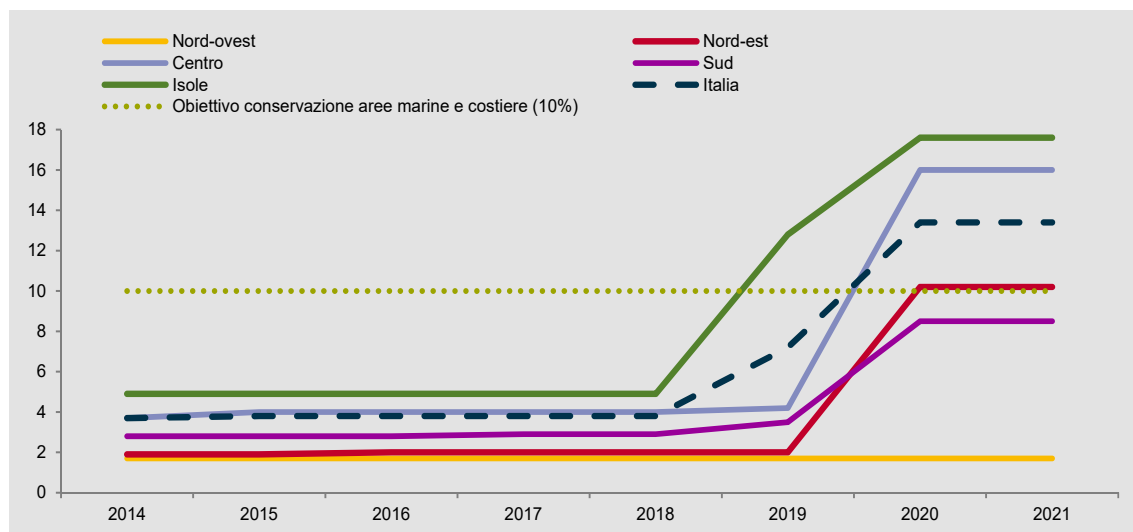 Nord-ovest Nord-est
Centro Sud
Isole Italia
Obiettivo conservazione aree marine e costiere (10%)
18
16
14
12
10
8
6
4
2
0
2014 2015 2016 2017 2018 2019 2020 2021